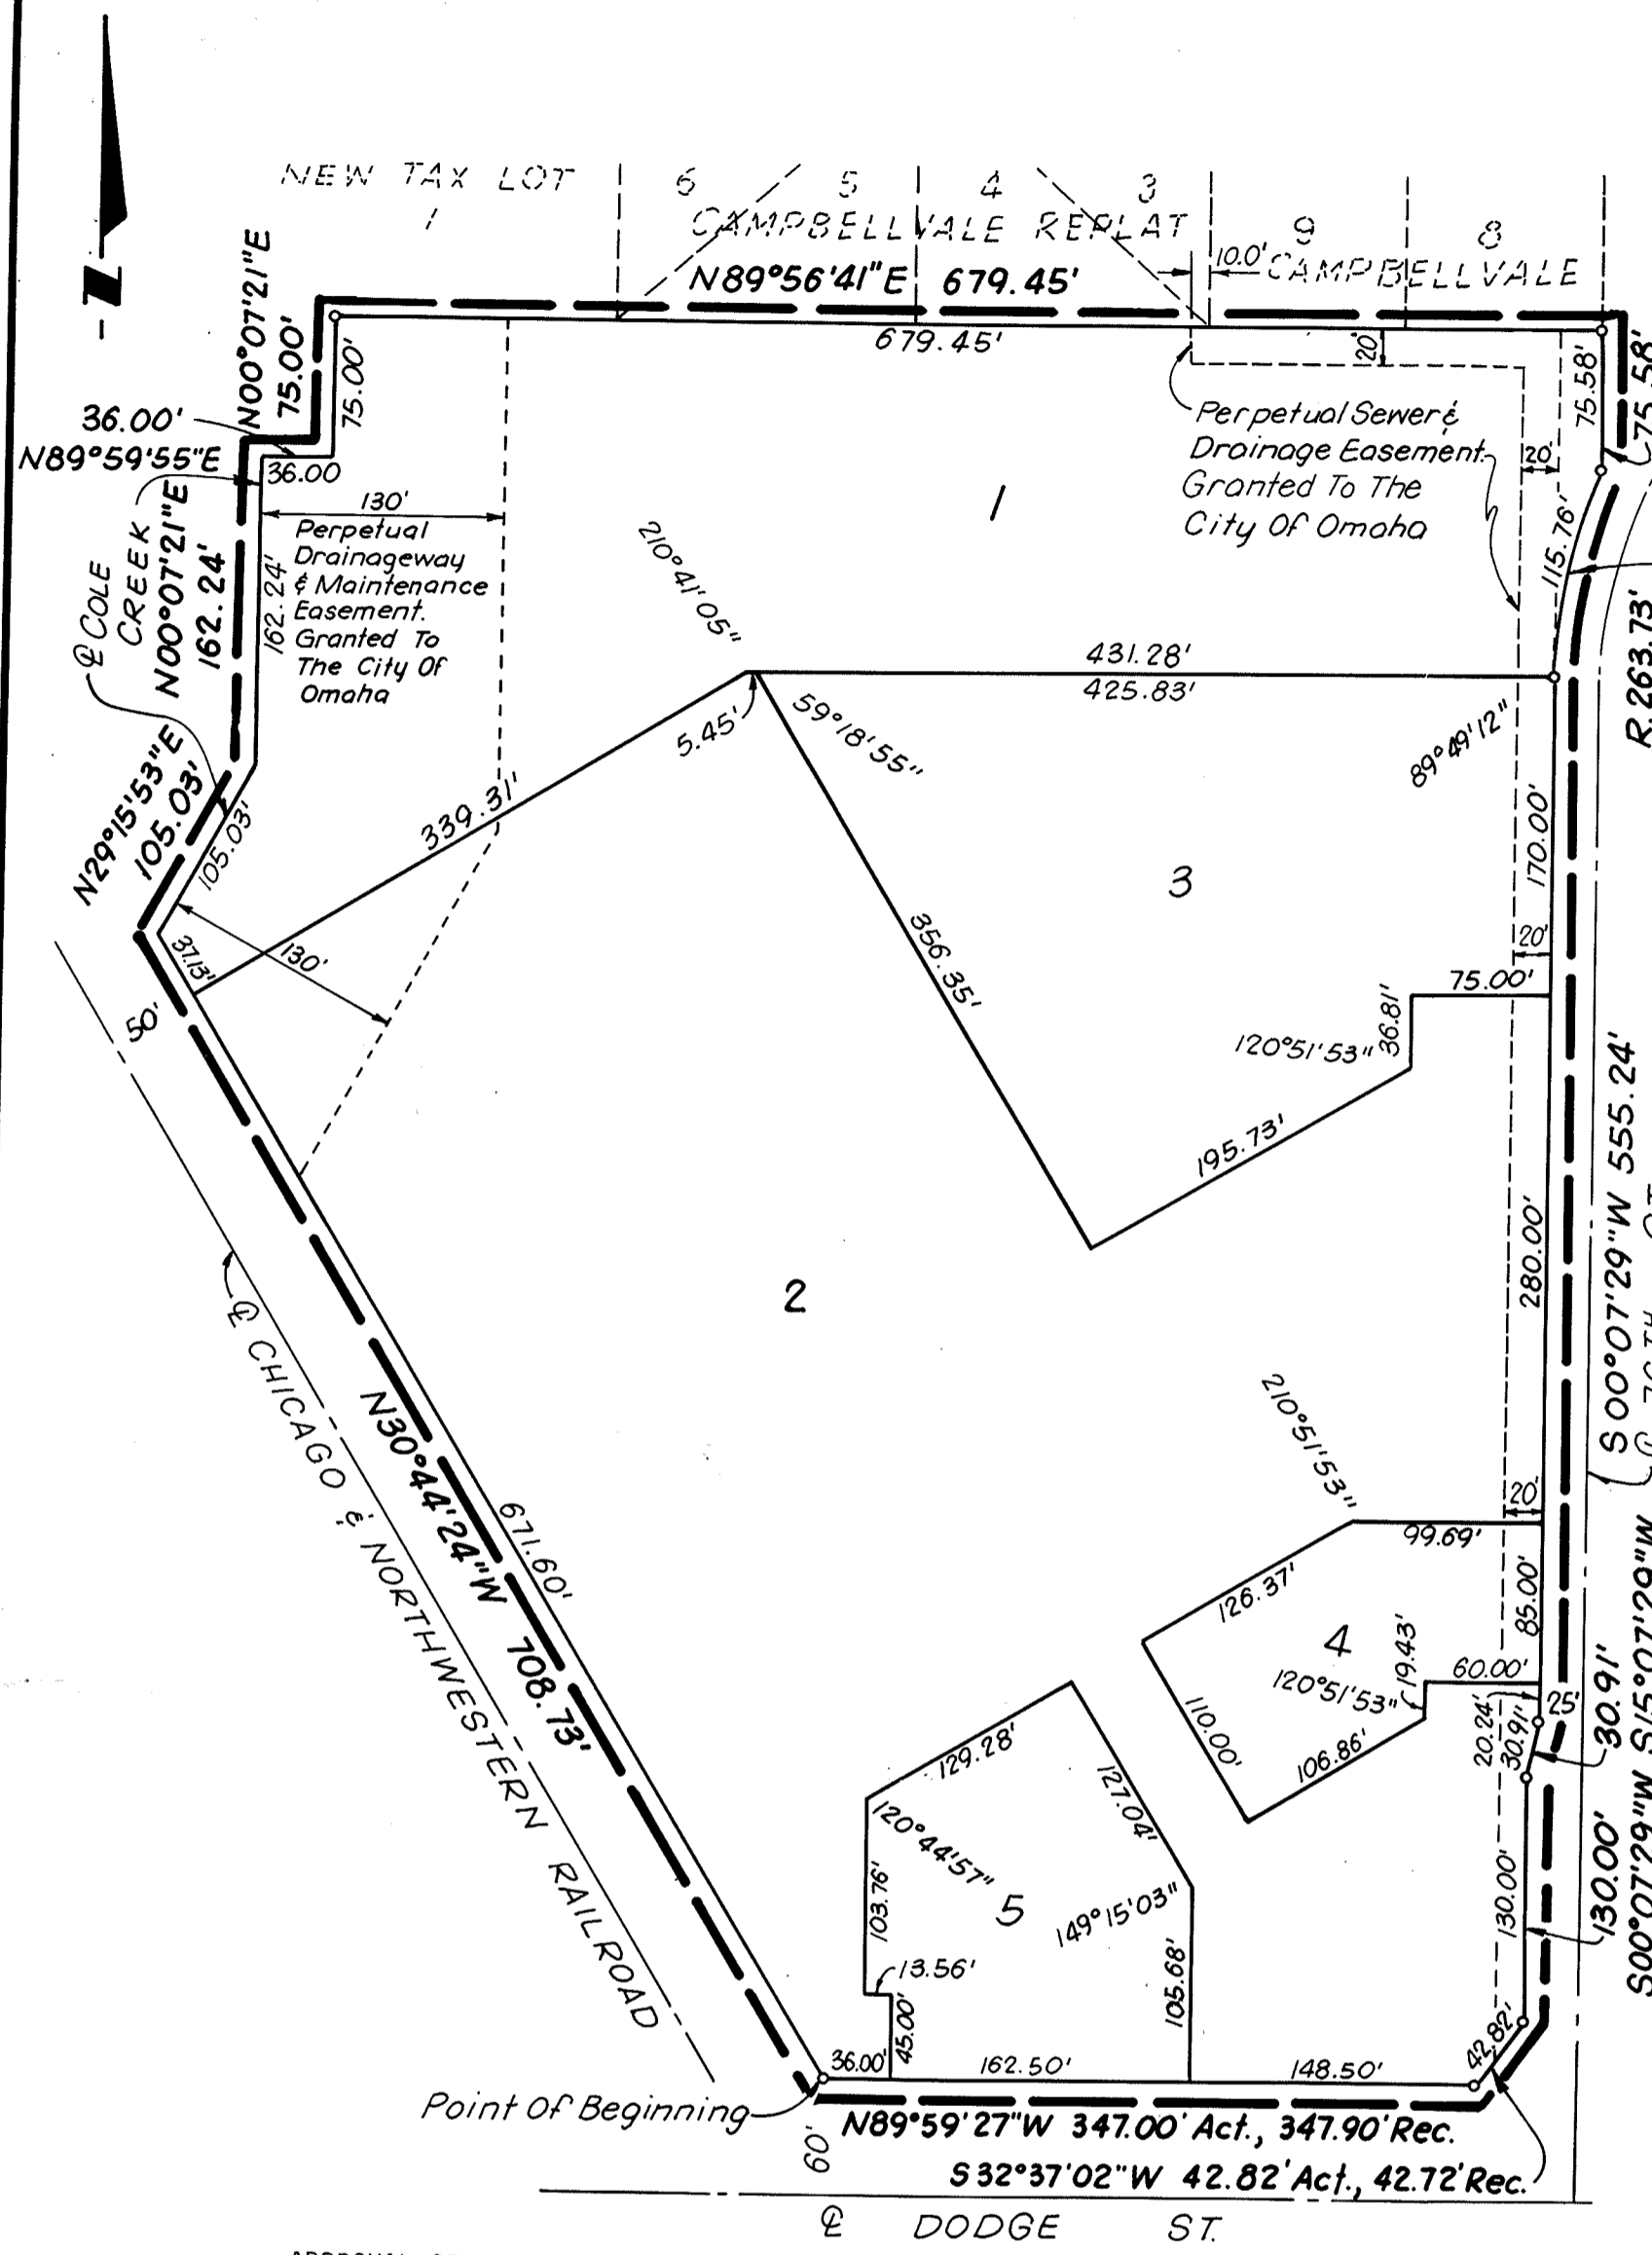 NEW TAX LOT
1
6
5
4
3
9
8
CAMPBELLVALE REPLAT
CAMPBELLVALE
10.0'
N89°56'41"E 679.45'
679.45'
-Z-
N00°07'21"E
75.00'
75.00'
36.00'
N89°59'55"E
36.00
130'
Perpetual
Drainageway
& Maintenance
Easement.
Granted To
The City Of
Omaha
162.24'
N00°07'21"E
162.24'
℄ COLE
CREEK
N29°15'53"E
105.03'
105.03'
20'
Perpetual Sewer &
Drainage Easement.
Granted To The
City Of Omaha
20'
75.58'
75.58'
115.76'
R.263.73'
1
210°41'05"
431.28'
425.83'
5.45'
59°18'55"
89°49'12"
339.31'
37.13'
130'
50'
170.00'
20'
3
356.35'
75.00'
36.81'
120°51'53"
195.73'
280.00'
S00°07'29"W 555.24'
2
℄ CHICAGO & NORTHWESTERN RAILROAD
N30°44'24"W 708.73'
671.60'
210°51'53"
20'
99.69'
126.37'
85.00'
4
19.43'
60.00'
120°51'53"
110.00'
106.86'
20.24'
30.91'
25'
30.91'
S15°07'29"W
129.28'
127.04'
120°44'57"
103.76'
5
149°15'03"
13.56'
45.00'
105.68'
130.00'
130.00'
S00°07'29"W
36.00'
162.50'
148.50'
42.82'
Point Of Beginning
60'
N89°59'27"W 347.00' Act., 347.90' Rec.
S32°37'02"W 42.82' Act., 42.72' Rec.
℄ DODGE ST.